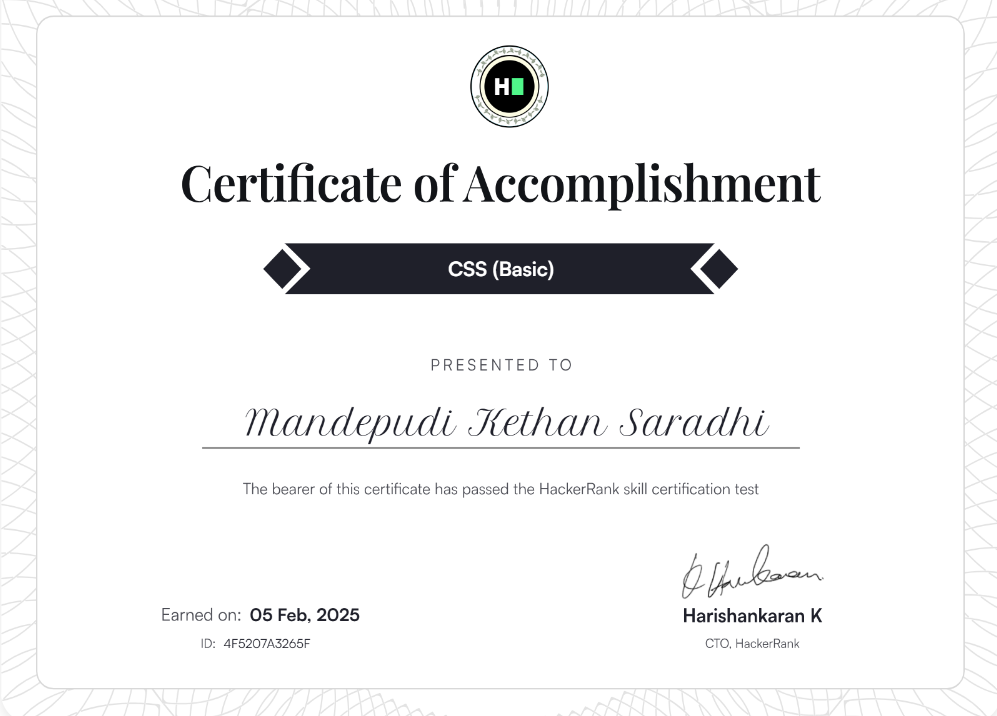 H
Certificate of Accomplishment
CSS (Basic)
PRESENTED TO
Mandepudi Kethan Saradhi
The bearer of this certificate has passed the HackerRank skill certification test
Earned on: 05 Feb, 2025
ID: 4F5207A3265F
Harishankaran K
CTO, HackerRank